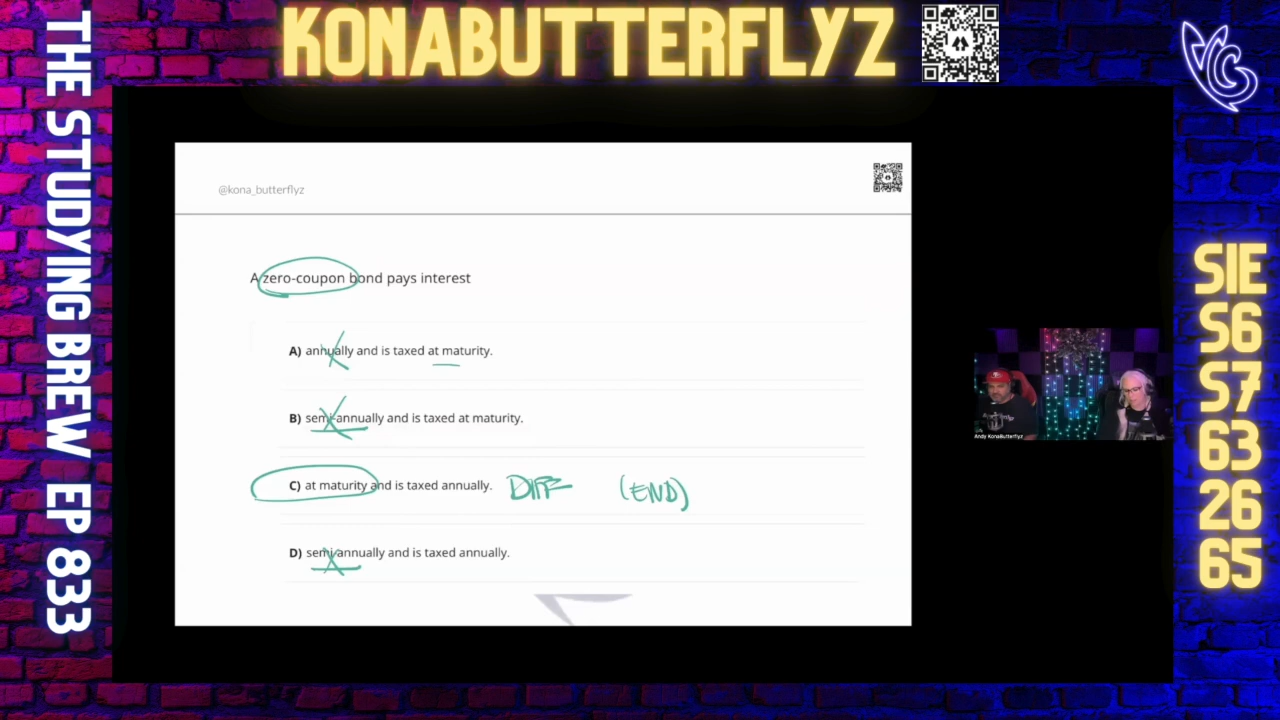 KONABUTTERFLYZ
THE STUDYING BREW EP 833
@kona_butterflyz
A zero-coupon bond pays interest
A) annually and is taxed at maturity.
B) semi-annually and is taxed at maturity.
C) at maturity and is taxed annually. DIFF (END)
D) semi-annually and is taxed annually.
Andy KonaButterflyz
SIE
S6
S7
63
26
65